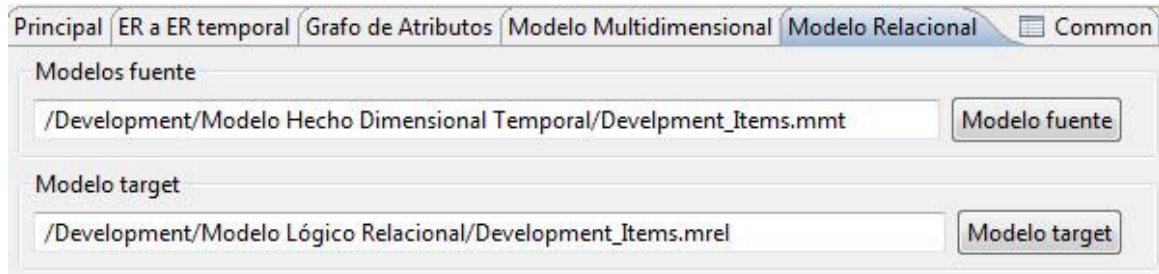 Principal ER a ER temporal Grafo de Atributos Modelo Multidimensional Modelo Relacional Common
Modelos fuente
/Development/Modelo Hecho Dimensional Temporal/Develpment_Items.mmt Modelo fuente
Modelo target
/Development/Modelo Lógico Relacional/Development_Items.mrel Modelo target